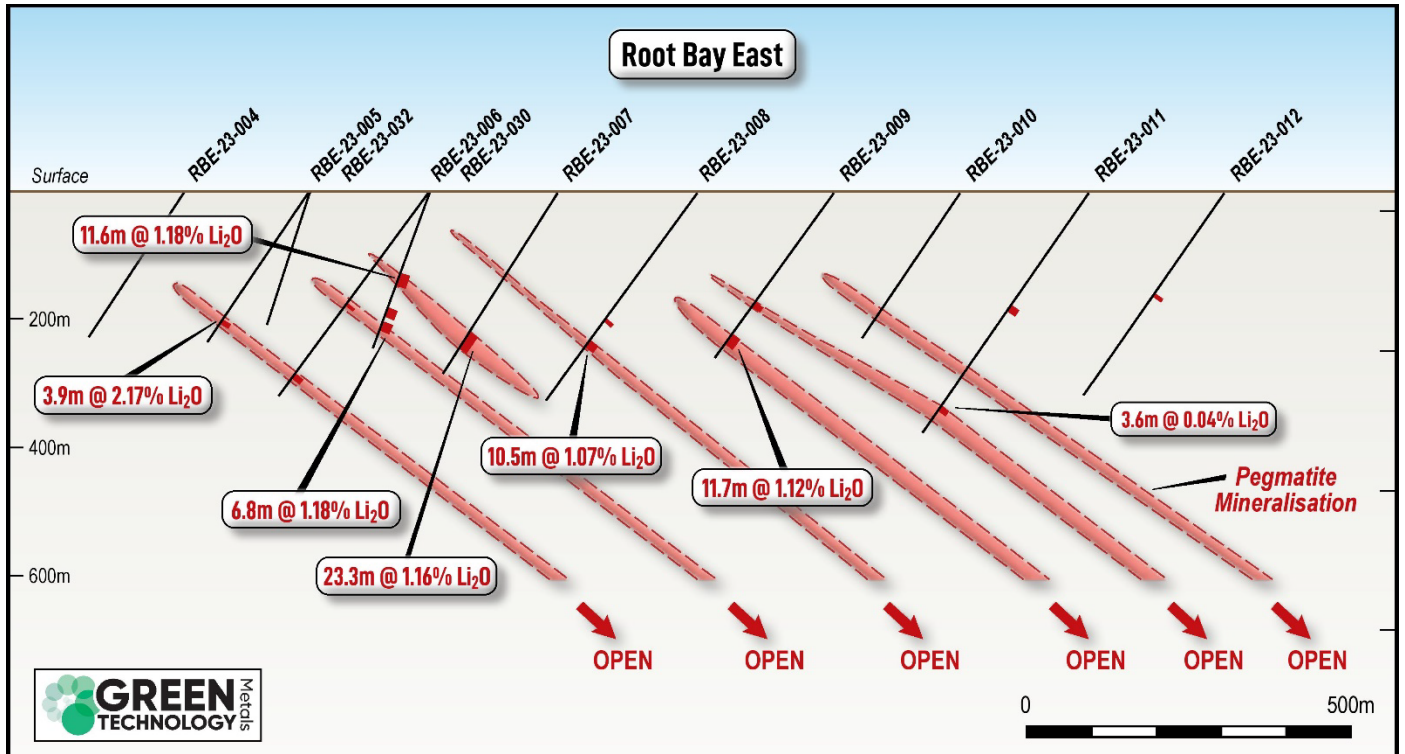 Root Bay East
RBE-23-004
RBE-23-005
RBE-23-032
RBE-23-006
RBE-23-030
RBE-23-007
RBE-23-008
RBE-23-009
RBE-23-010
RBE-23-011
RBE-23-012
Surface
11.6m @ 1.18% Li₂O
200m
3.9m @ 2.17% Li₂O
3.6m @ 0.04% Li₂O
400m
10.5m @ 1.07% Li₂O
11.7m @ 1.12% Li₂O
Pegmatite
Mineralisation
6.8m @ 1.18% Li₂O
23.3m @ 1.16% Li₂O
600m
OPEN
OPEN
OPEN
OPEN
OPEN
OPEN
GREEN
TECHNOLOGY
Metals
0
500m